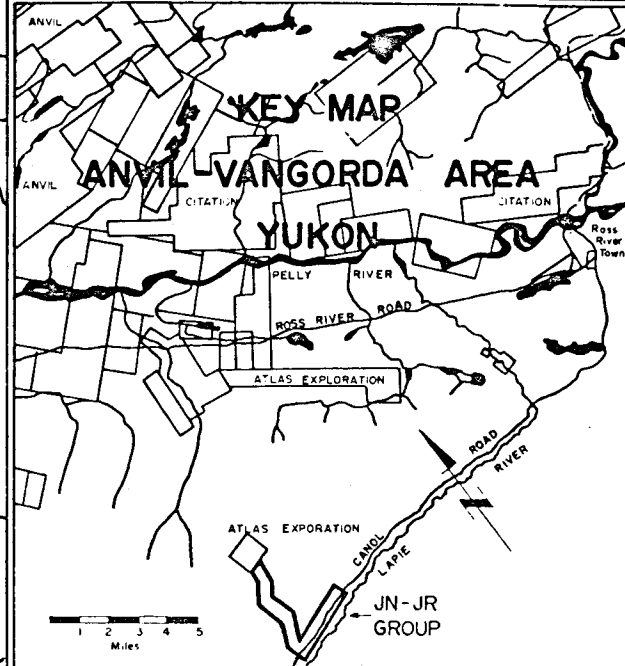 ANVIL
KEY MAP
ANVIL
ANVIL-VANGORDA AREA
CITATION
CITATION
YUKON
Ross
River
Town
PELLY RIVER
ROSS RIVER ROAD
ATLAS EXPLORATION
CANOL ROAD
LAPIE RIVER
ATLAS EXPORATION
JN-JR
GROUP
1 2 3 4 5
Miles